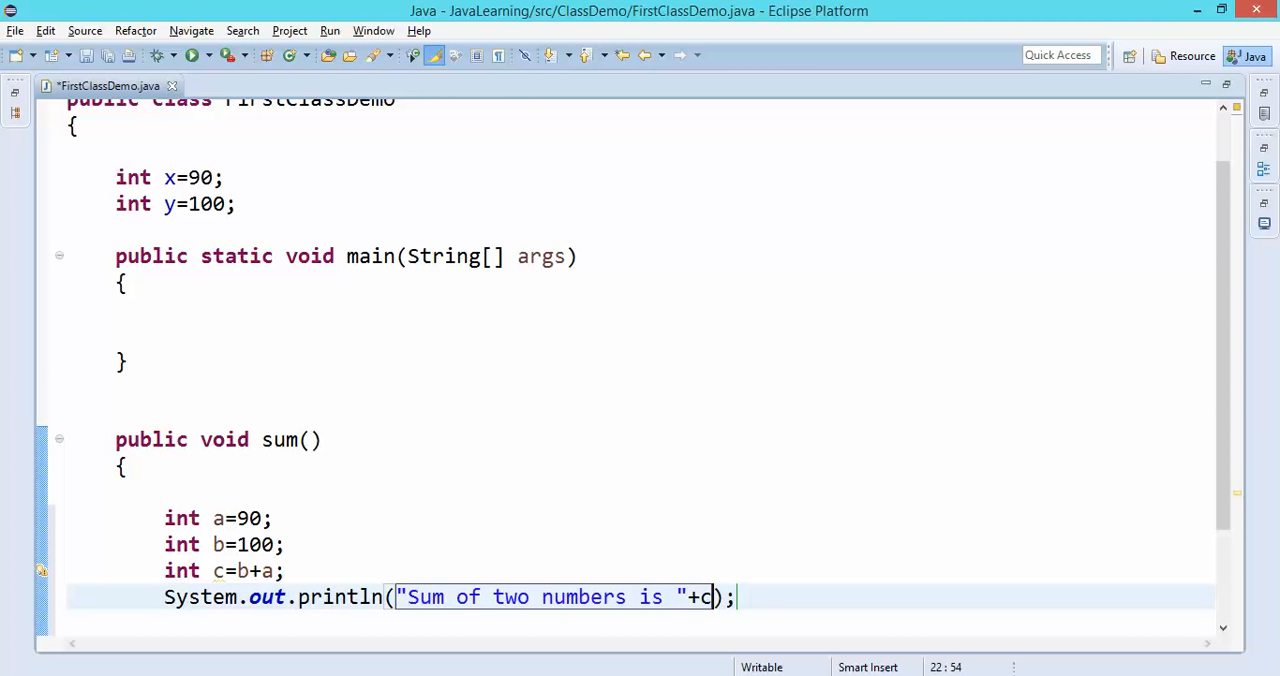 Java - JavaLearning/src/ClassDemo/FirstClassDemo.java - Eclipse Platform
File Edit Source Refactor Navigate Search Project Run Window Help
Quick Access Resource Java
*FirstClassDemo.java
public class FirstClassDemo
{
int x=90;
int y=100;
public static void main(String[] args)
{
}
public void sum()
{
int a=90;
int b=100;
int c=b+a;
System.out.println("Sum of two numbers is "+c);
Writable Smart Insert 22 : 54